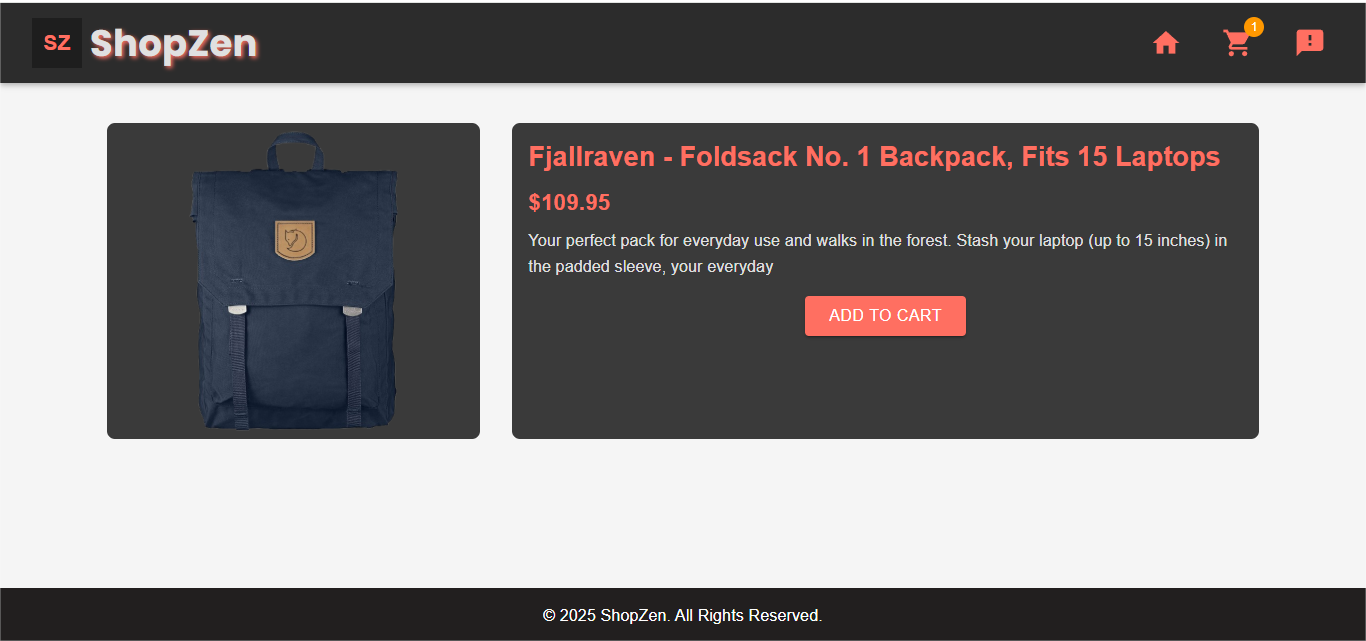 SZ ShopZen
1
Fjallraven - Foldsack No. 1 Backpack, Fits 15 Laptops
$109.95
Your perfect pack for everyday use and walks in the forest. Stash your laptop (up to 15 inches) in
the padded sleeve, your everyday
ADD TO CART
© 2025 ShopZen. All Rights Reserved.